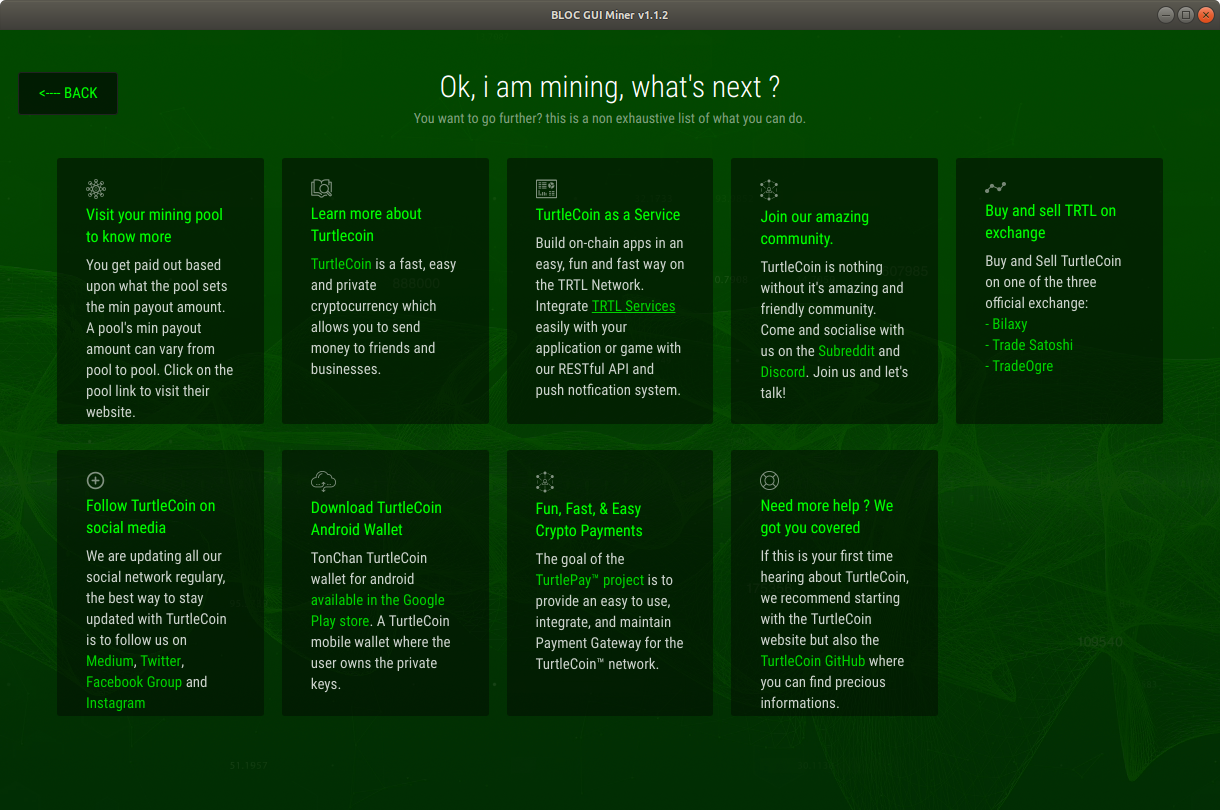 BLOC GUI Miner v1.1.2
<---- BACK
Ok, i am mining, what's next ?
You want to go further? this is a non exhaustive list of what you can do.
Visit your mining pool
to know more
You get paid out based
upon what the pool sets
the min payout amount.
A pool's min payout
amount can vary from
pool to pool. Click on the
pool link to visit their
website.
Learn more about
Turtlecoin
TurtleCoin is a fast, easy
and private
cryptocurrency which
allows you to send
money to friends and
businesses.
TurtleCoin as a Service
Build on-chain apps in an
easy, fun and fast way on
the TRTL Network.
Integrate TRTL Services
easily with your
application or game with
our RESTful API and
push notfication system.
Join our amazing
community.
TurtleCoin is nothing
without it's amazing and
friendly community.
Come and socialise with
us on the Subreddit and
Discord. Join us and let's
talk!
Buy and sell TRTL on
exchange
Buy and Sell TurtleCoin
on one of the three
official exchange:
- Bilaxy
- Trade Satoshi
- TradeOgre
Follow TurtleCoin on
social media
We are updating all our
social network regulary,
the best way to stay
updated with TurtleCoin
is to follow us on
Medium, Twitter,
Facebook Group and
Instagram
Download TurtleCoin
Android Wallet
TonChan TurtleCoin
wallet for android
available in the Google
Play store. A TurtleCoin
mobile wallet where the
user owns the private
keys.
Fun, Fast, & Easy
Crypto Payments
The goal of the
TurtlePay™ project is to
provide an easy to use,
integrate, and maintain
Payment Gateway for the
TurtleCoin™ network.
Need more help ? We
got you covered
If this is your first time
hearing about TurtleCoin,
we recommend starting
with the TurtleCoin
website but also the
TurtleCoin GitHub where
you can find precious
informations.
109540
51.1937